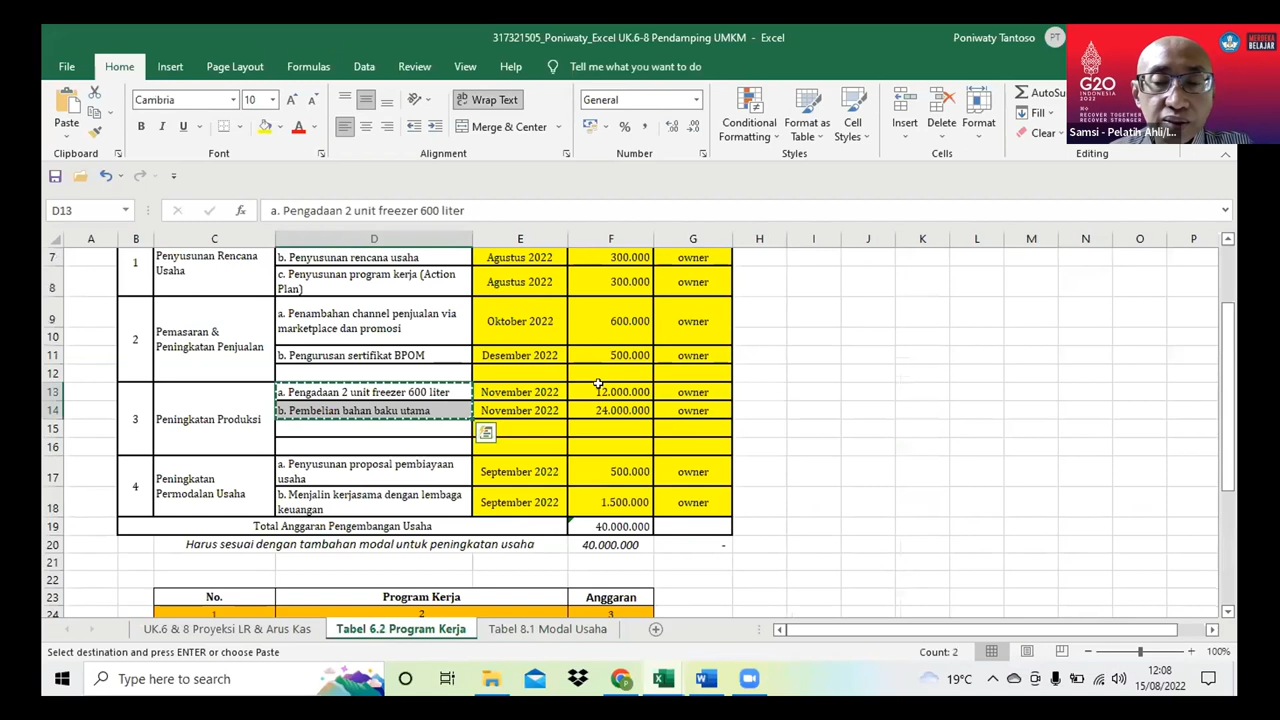 317321505_Poniwaty_Excel UK.6-8 Pendamping UMKM - Excel
Poniwaty Tantoso
PT
File
Home
Insert
Page Layout
Formulas
Data
Review
View
Help
Tell me what you want to do
G20
INDONESIA
2022
RECOVER TOGETHER
RECOVER STRONGER
MERDEKA
BELAJAR
Samsi - Pelatih Ahli/I...
Paste
Cambria
10
Wrap Text
Merge & Center
General
Conditional
Formatting
Format as
Table
Cell
Styles
Insert
Delete
Format
AutoSu
Fill
Clear
Clipboard
Font
Alignment
Number
Styles
Cells
Editing
D13
a. Pengadaan 2 unit freezer 600 liter
A B C D E F G H I J K L M N O P
7 1 Penyusunan Rencana b. Penyusunan rencana usaha Agustus 2022 300.000 owner
Usaha
8 c. Penyusunan program kerja (Action Agustus 2022 300.000 owner
Plan)
9 2 Pemasaran & a. Penambahan channel penjualan via Oktober 2022 600.000 owner
10 Peningkatan Penjualan marketplace dan promosi
11 b. Pengurusan sertifikat BPOM Desember 2022 500.000 owner
12
13 3 Peningkatan Produksi a. Pengadaan 2 unit freezer 600 liter November 2022 12.000.000 owner
14 b. Pembelian bahan baku utama November 2022 24.000.000 owner
15
16
17 4 Peningkatan a. Penyusunan proposal pembiayaan September 2022 500.000 owner
Permodalan Usaha usaha
18 b. Menjalin kerjasama dengan lembaga September 2022 1.500.000 owner
keuangan
19 Total Anggaran Pengembangan Usaha 40.000.000
20 Harus sesuai dengan tambahan modal untuk peningkatan usaha 40.000.000 -
21
22
23 No. Program Kerja Anggaran
24 1 2 3
UK.6 & 8 Proyeksi LR & Arus Kas
Tabel 6.2 Program Kerja
Tabel 8.1 Modal Usaha
Select destination and press ENTER or choose Paste
Count: 2
100%
Type here to search
19°C
12:08
15/08/2022